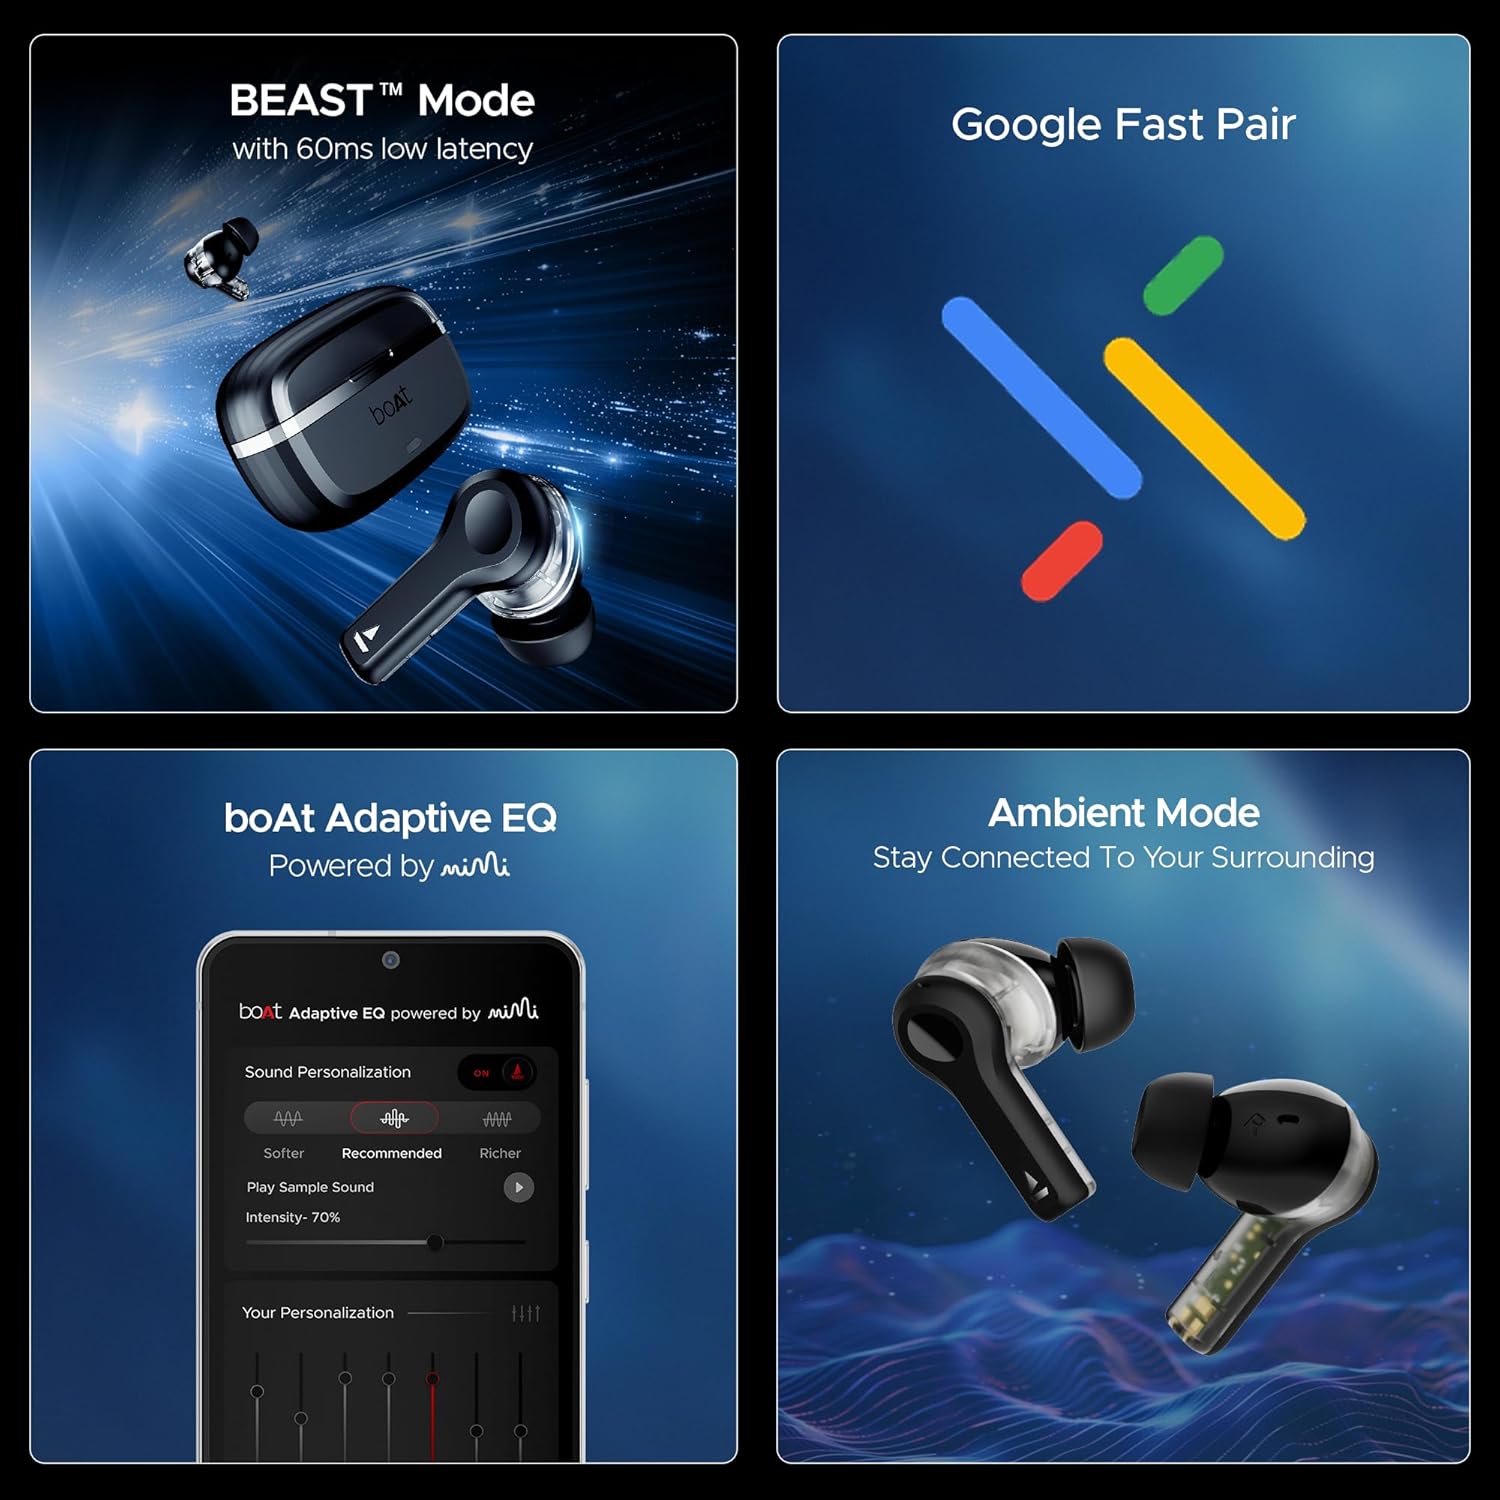 BEAST™ Mode
with 60ms low latency
boAt
Google Fast Pair
boAt Adaptive EQ
Powered by mimi
boAt Adaptive EQ powered by mimi
Sound Personalization ON
Softer Recommended Richer
Play Sample Sound
Intensity- 70%
Your Personalization
Ambient Mode
Stay Connected To Your Surrounding
R